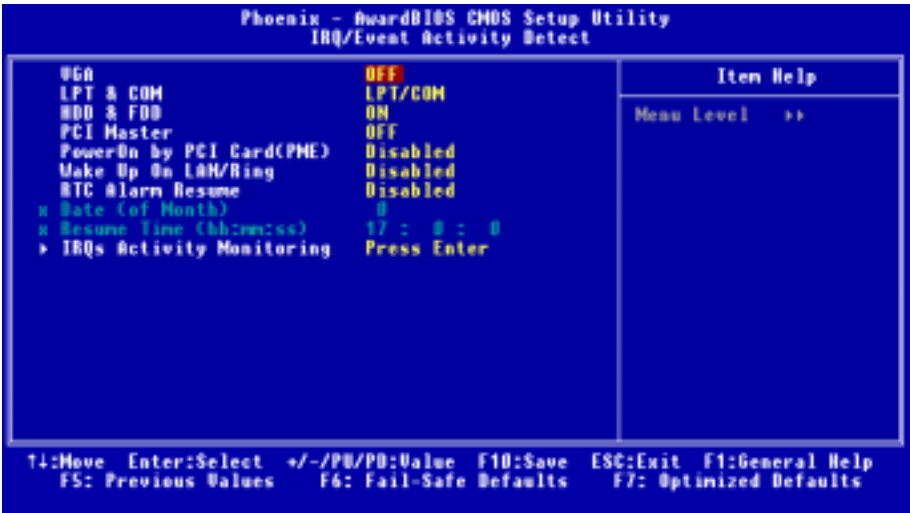 Phoenix - AwardBIOS CMOS Setup Utility
IRQ/Event Activity Detect
VGA OFF
LPT & COM LPT/COM
HDD & FDD ON
PCI Master OFF
PowerOn by PCI Card(PME) Disabled
Wake Up On LAN/Ring Disabled
RTC Alarm Resume Disabled
x Date (of Month) 0
x Resume Time (hh:mm:ss) 17 : 0 : 0
▸ IRQs Activity Monitoring Press Enter
Item Help
Menu Level ▸▸
↑↓:Move Enter:Select +/-/PU/PD:Value F10:Save ESC:Exit F1:General Help
F5: Previous Values F6: Fail-Safe Defaults F7: Optimized Defaults